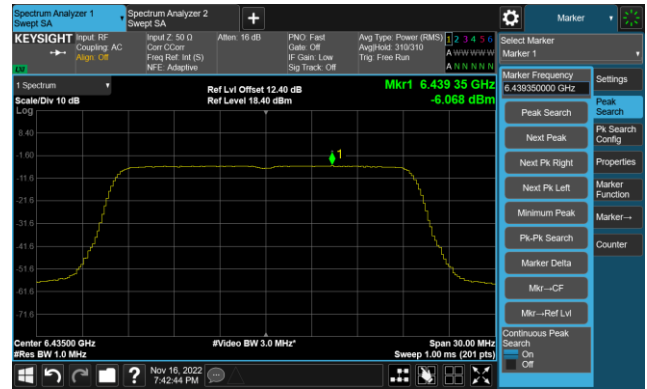 Spectrum Analyzer 1
Swept SA
Spectrum Analyzer 2
Swept SA
+
Marker
KEYSIGHT
Input: RF
Coupling: AC
Align: Off
Input Z: 50 Ω
Corr CCorr
Freq Ref: Int (S)
NFE: Adaptive
Atten: 16 dB
PNO: Fast
Gate: Off
IF Gain: Low
Sig Track: Off
Avg Type: Power (RMS)
Avg|Hold: 310/310
Trig: Free Run
1 2 3 4 5 6
A W W W W W
A N N N N N
Select Marker
Marker 1
1 Spectrum
Scale/Div 10 dB
Ref Lvl Offset 12.40 dB
Ref Level 18.40 dBm
Mkr1 6.439 35 GHz
-6.068 dBm
Log
8.40
-1.60
-11.6
-21.6
-31.6
-41.6
-51.6
-61.6
-71.6
1
Center 6.43500 GHz
#Res BW 1.0 MHz
#Video BW 3.0 MHz*
Span 30.00 MHz
Sweep 1.00 ms (201 pts)
Marker Frequency
6.439350000 GHz
Peak Search
Next Peak
Next Pk Right
Next Pk Left
Minimum Peak
Pk-Pk Search
Marker Delta
Mkr→CF
Mkr→Ref Lvl
Continuous Peak
Search
On
Off
Settings
Peak
Search
Pk Search
Config
Properties
Marker
Function
Marker→
Counter
?
Nov 16, 2022
7:42:44 PM